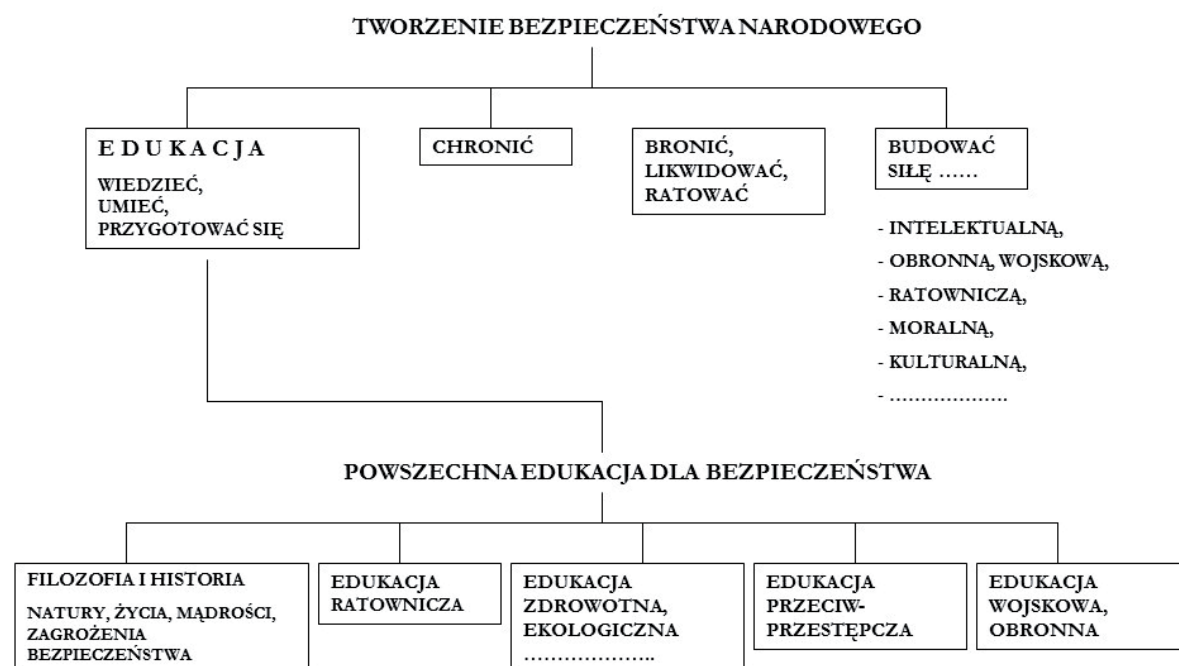 TWORZENIE BEZPIECZEŃSTWA NARODOWEGO
E D U K A C J A
WIEDZIEĆ,
UMIEĆ,
PRZYGOTOWAĆ SIĘ
CHRONIĆ
BRONIĆ,
LIKWIDOWAĆ,
RATOWAĆ
BUDOWAĆ
SIŁĘ ……
- INTELEKTUALNĄ,
- OBRONNĄ, WOJSKOWĄ,
- RATOWNICZĄ,
- MORALNĄ,
- KULTURALNĄ,
- ……………….
POWSZECHNA EDUKACJA DLA BEZPIECZEŃSTWA
FILOZOFIA I HISTORIA
NATURY, ŻYCIA, MĄDROŚCI,
ZAGROŻENIA
BEZPIECZEŃSTWA
EDUKACJA
RATOWNICZA
EDUKACJA
ZDROWOTNA,
EKOLOGICZNA
………………..
EDUKACJA
PRZECIW-
PRZESTĘPCZA
EDUKACJA
WOJSKOWA,
OBRONNA